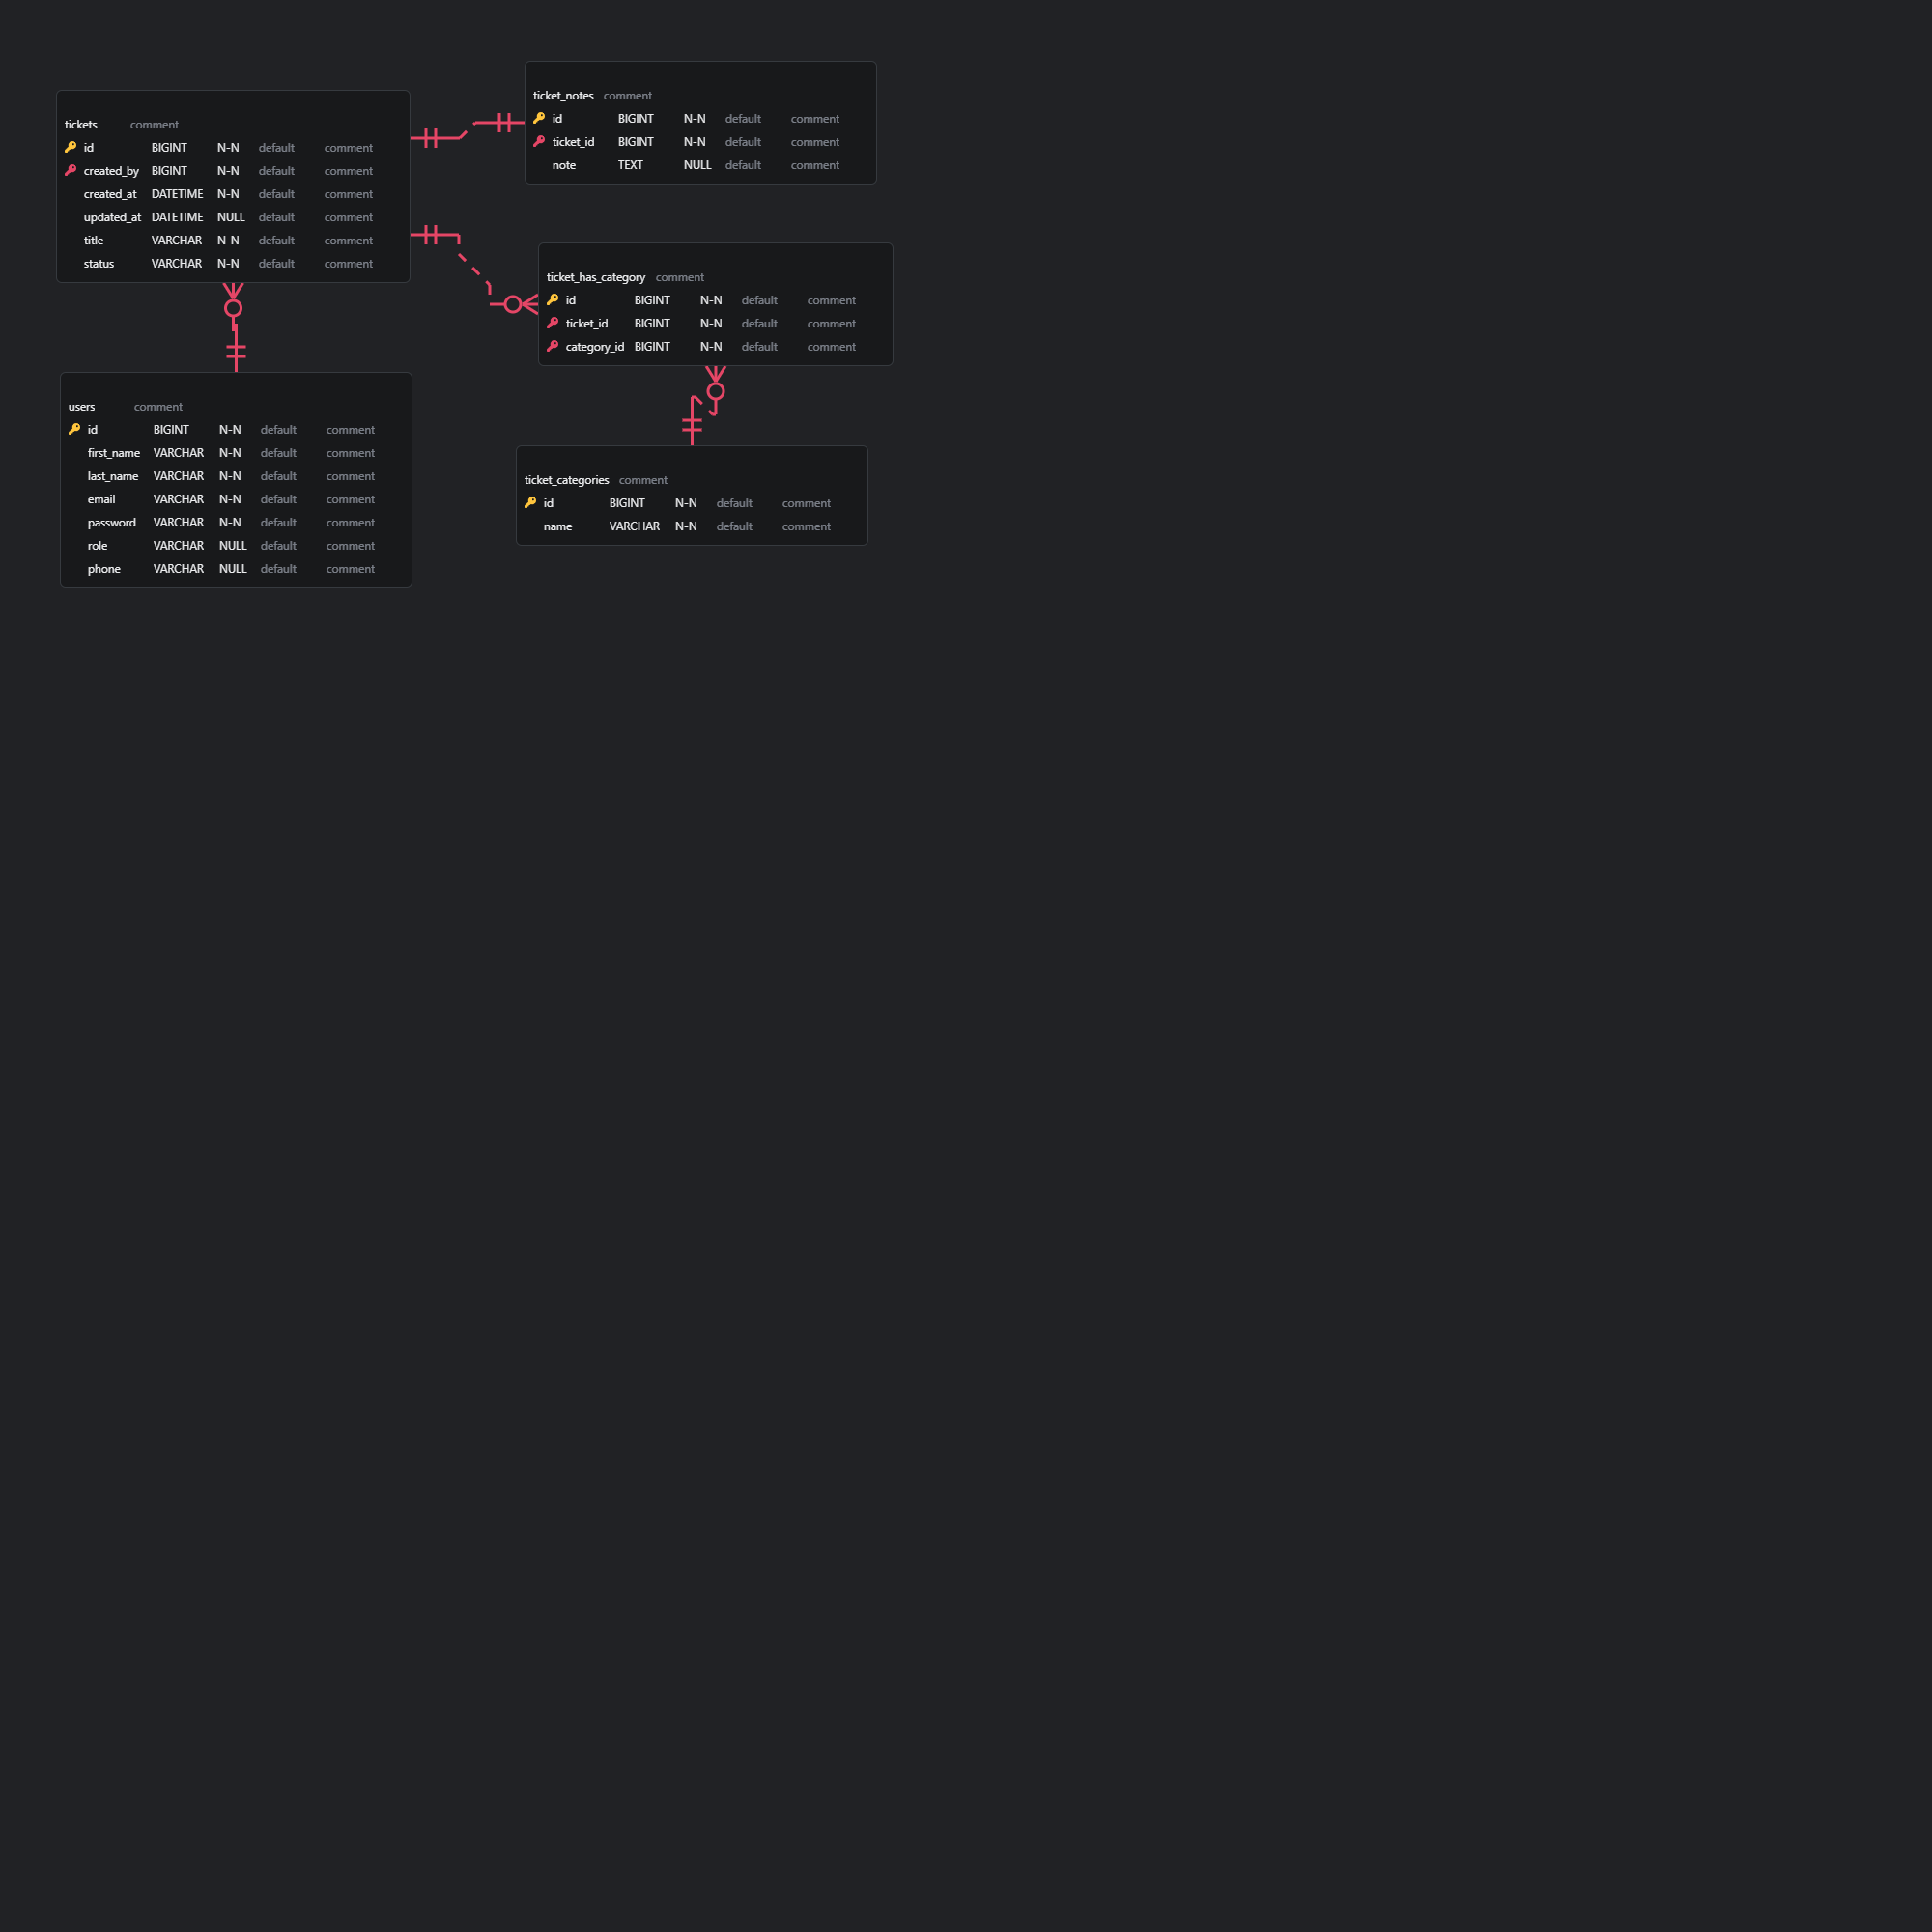 tickets comment
id BIGINT N-N default comment
created_by BIGINT N-N default comment
created_at DATETIME N-N default comment
updated_at DATETIME NULL default comment
title VARCHAR N-N default comment
status VARCHAR N-N default comment
ticket_notes comment
id BIGINT N-N default comment
ticket_id BIGINT N-N default comment
note TEXT NULL default comment
ticket_has_category comment
id BIGINT N-N default comment
ticket_id BIGINT N-N default comment
category_id BIGINT N-N default comment
users comment
id BIGINT N-N default comment
first_name VARCHAR N-N default comment
last_name VARCHAR N-N default comment
email VARCHAR N-N default comment
password VARCHAR N-N default comment
role VARCHAR NULL default comment
phone VARCHAR NULL default comment
ticket_categories comment
id BIGINT N-N default comment
name VARCHAR N-N default comment